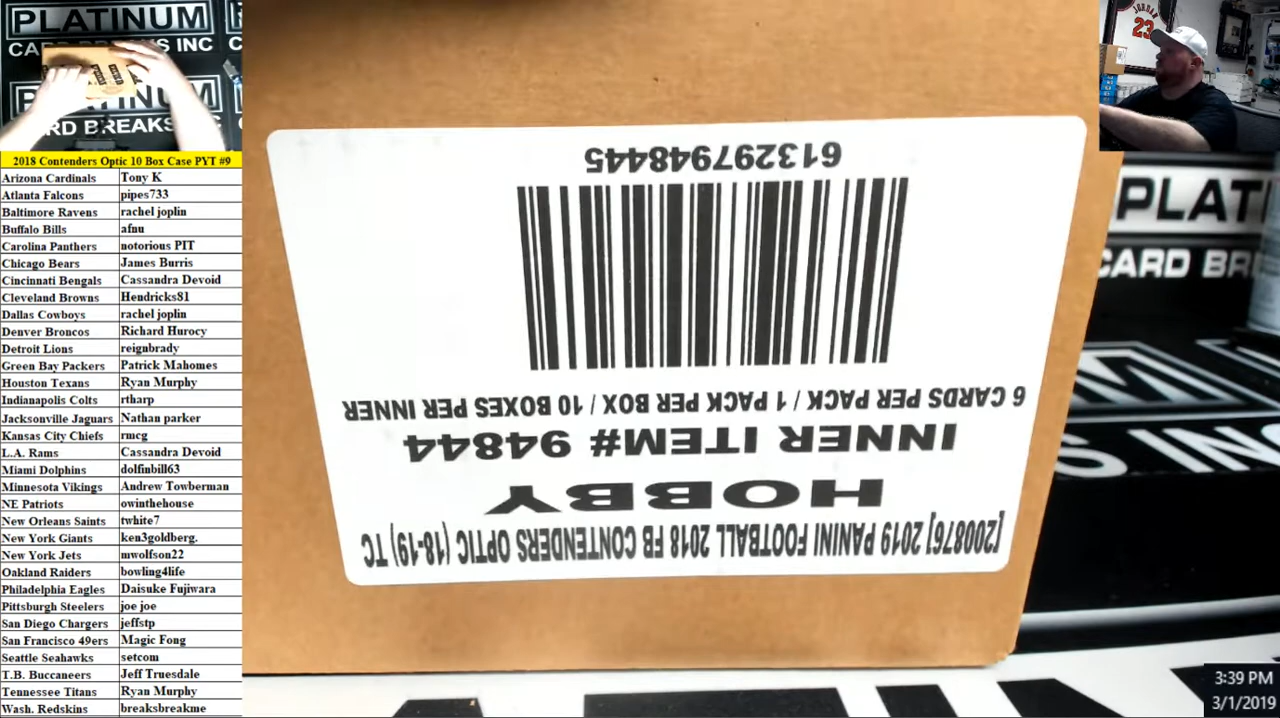 PLATINUM
CARD BREAKS INC
CARD BREAKS
2018 Contenders Optic 10 Box Case PYT #9
Arizona Cardinals Tony K
Atlanta Falcons pipes733
Baltimore Ravens rachel joplin
Buffalo Bills afnu
Carolina Panthers notorious PIT
Chicago Bears James Burris
Cincinnati Bengals Cassandra Devoid
Cleveland Browns Hendricks81
Dallas Cowboys rachel joplin
Denver Broncos Richard Hurocy
Detroit Lions reignbrady
Green Bay Packers Patrick Mahomes
Houston Texans Ryan Murphy
Indianapolis Colts rtharp
Jacksonville Jaguars Nathan parker
Kansas City Chiefs rmcg
L.A. Rams Cassandra Devoid
Miami Dolphins dolfinbill63
Minnesota Vikings Andrew Towberman
NE Patriots owinthehouse
New Orleans Saints twhite7
New York Giants ken3goldberg.
New York Jets mwolfson22
Oakland Raiders bowling4life
Philadelphia Eagles Daisuke Fujiwara
Pittsburgh Steelers joe joe
San Diego Chargers jeffstp
San Francisco 49ers Magic Fong
Seattle Seahawks setcom
T.B. Buccaneers Jeff Truesdale
Tennessee Titans Ryan Murphy
Wash. Redskins breaksbreakme
[200876] 2019 PANINI FOOTBALL 2018 FB CONTENDERS OPTIC (18-19) TC
HOBBY
INNER ITEM# 94844
6 CARDS PER PACK / 1 PACK PER BOX / 10 BOXES PER INNER
613297948445
JORDAN
23
PLATI
CARD BRE
S INC
3:39 PM
3/1/2019